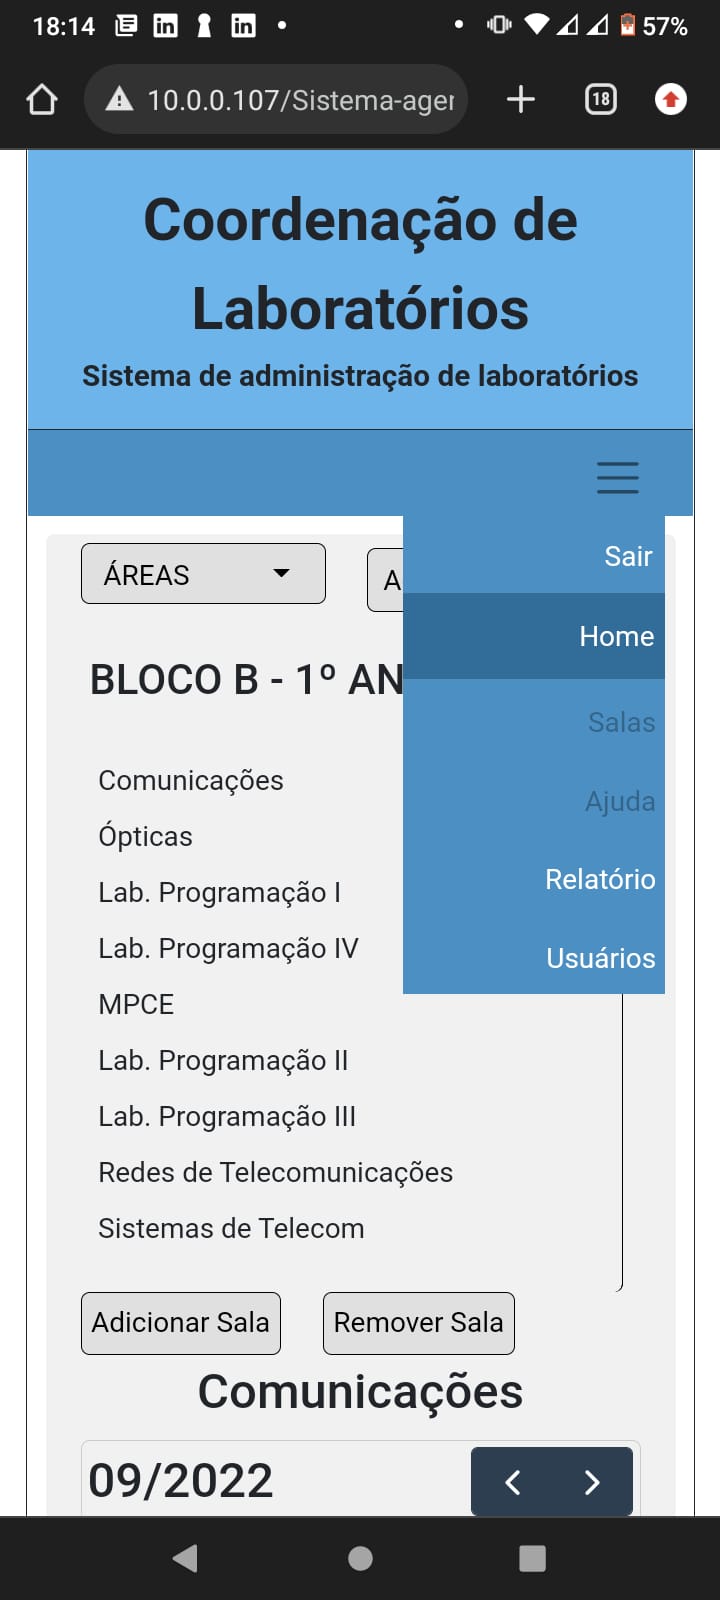 18:14
57%
10.0.0.107/Sistema-ager
18
Coordenação de
Laboratórios
Sistema de administração de laboratórios
Sair
ÁREAS
A
Home
BLOCO B - 1º AN
Salas
Comunicações
Ajuda
Ópticas
Relatório
Lab. Programação I
Lab. Programação IV
Usuários
MPCE
Lab. Programação II
Lab. Programação III
Redes de Telecomunicações
Sistemas de Telecom
Adicionar Sala
Remover Sala
Comunicações
09/2022